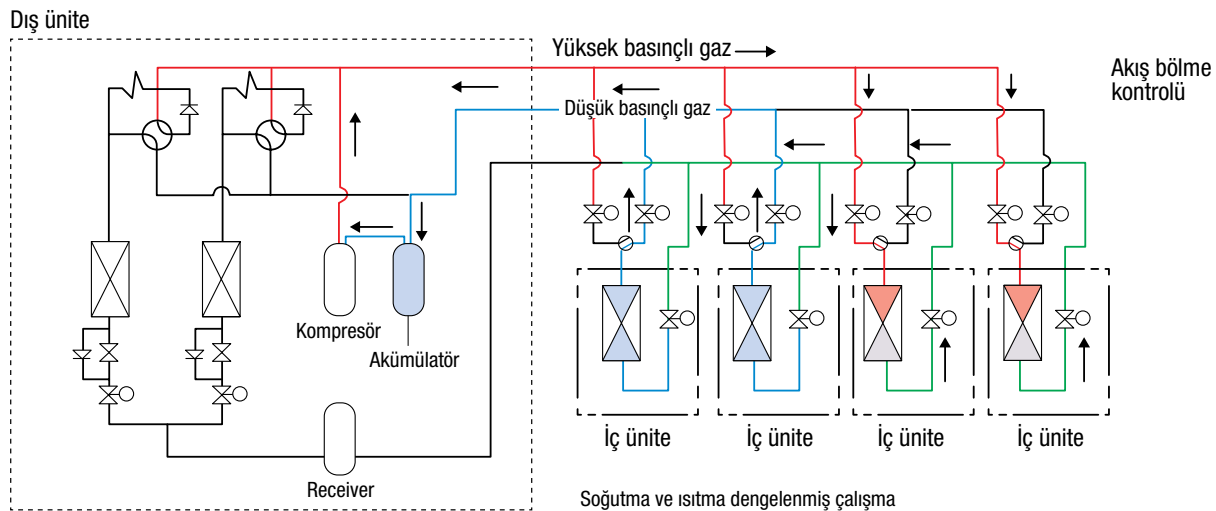 Dış ünite
Yüksek basınçlı gaz
Akış bölme
kontrolü
Düşük basınçlı gaz
Kompresör
Akümülatör
Receiver
İç ünite
İç ünite
İç ünite
İç ünite
Soğutma ve ısıtma dengelenmiş çalışma